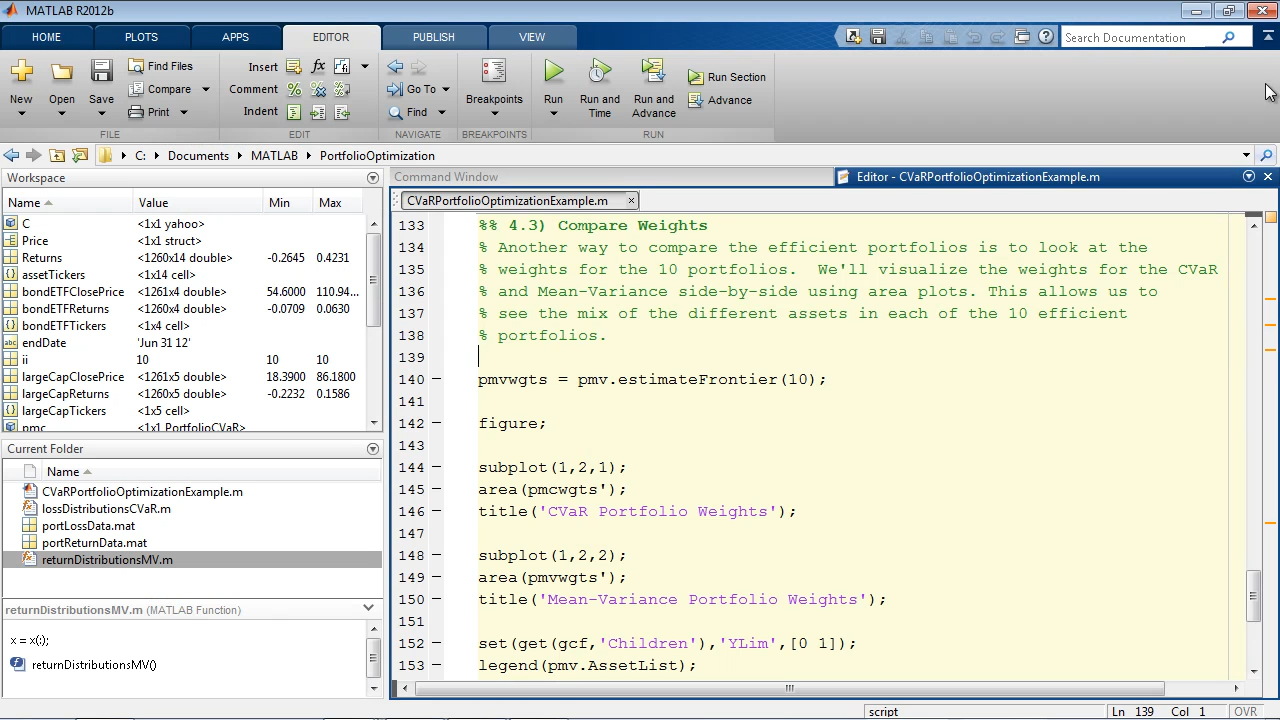 MATLAB R2012b
HOME PLOTS APPS EDITOR PUBLISH VIEW Search Documentation
New Open Save Find Files Compare Print
FILE
Insert Comment Indent
EDIT
Go To Find
NAVIGATE
Breakpoints
BREAKPOINTS
Run Run and Time Run and Advance Run Section Advance
RUN
C: Documents MATLAB PortfolioOptimization
Workspace
Name Value Min Max
C <1x1 yahoo>
Price <1x1 struct>
Returns <1260x14 double> -0.2645 0.4231
assetTickers <1x14 cell>
bondETFClosePrice <1261x4 double> 54.6000 110.94...
bondETFReturns <1260x4 double> -0.0709 0.0630
bondETFTickers <1x4 cell>
endDate 'Jun 31 12'
ii 10 10 10
largeCapClosePrice <1261x5 double> 18.3900 86.1800
largeCapReturns <1260x5 double> -0.2232 0.1586
largeCapTickers <1x5 cell>
pmc <1x1 PortfolioCVaR>
Current Folder
Name
CVaRPortfolioOptimizationExample.m
lossDistributionsCVaR.m
portLossData.mat
portReturnData.mat
returnDistributionsMV.m
returnDistributionsMV.m (MATLAB Function)
x = x(:);
returnDistributionsMV()
Command Window
Editor - CVaRPortfolioOptimizationExample.m
CVaRPortfolioOptimizationExample.m
133 %% 4.3) Compare Weights
134 % Another way to compare the efficient portfolios is to look at the
135 % weights for the 10 portfolios.  We'll visualize the weights for the CVaR
136 % and Mean-Variance side-by-side using area plots. This allows us to
137 % see the mix of the different assets in each of the 10 efficient
138 % portfolios.
139
140 - pmvwgts = pmv.estimateFrontier(10);
141
142 - figure;
143
144 - subplot(1,2,1);
145 - area(pmcwgts');
146 - title('CVaR Portfolio Weights');
147
148 - subplot(1,2,2);
149 - area(pmvwgts');
150 - title('Mean-Variance Portfolio Weights');
151
152 - set(get(gcf,'Children'),'YLim',[0 1]);
153 - legend(pmv.AssetList);
script Ln 139 Col 1 OVR